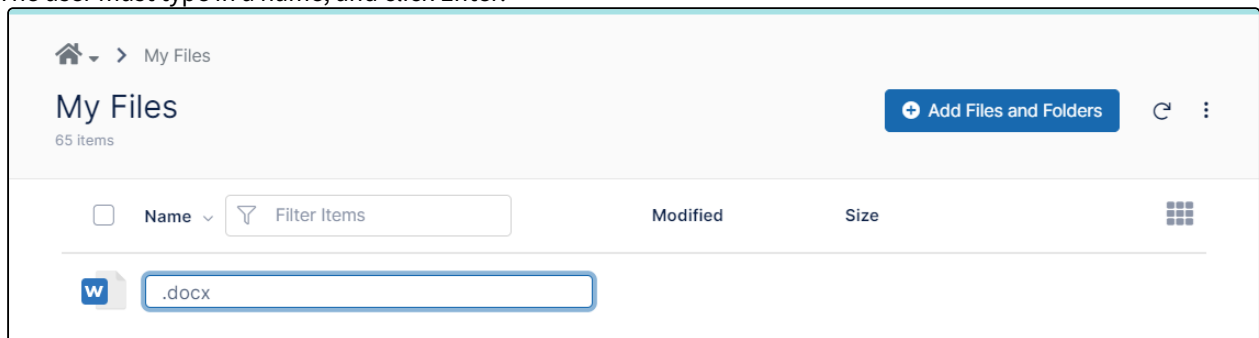 The user must type in a name, and click Enter.
My Files
My Files
Add Files and Folders
65 items
Name
Filter Items
Modified
Size
W
.docx